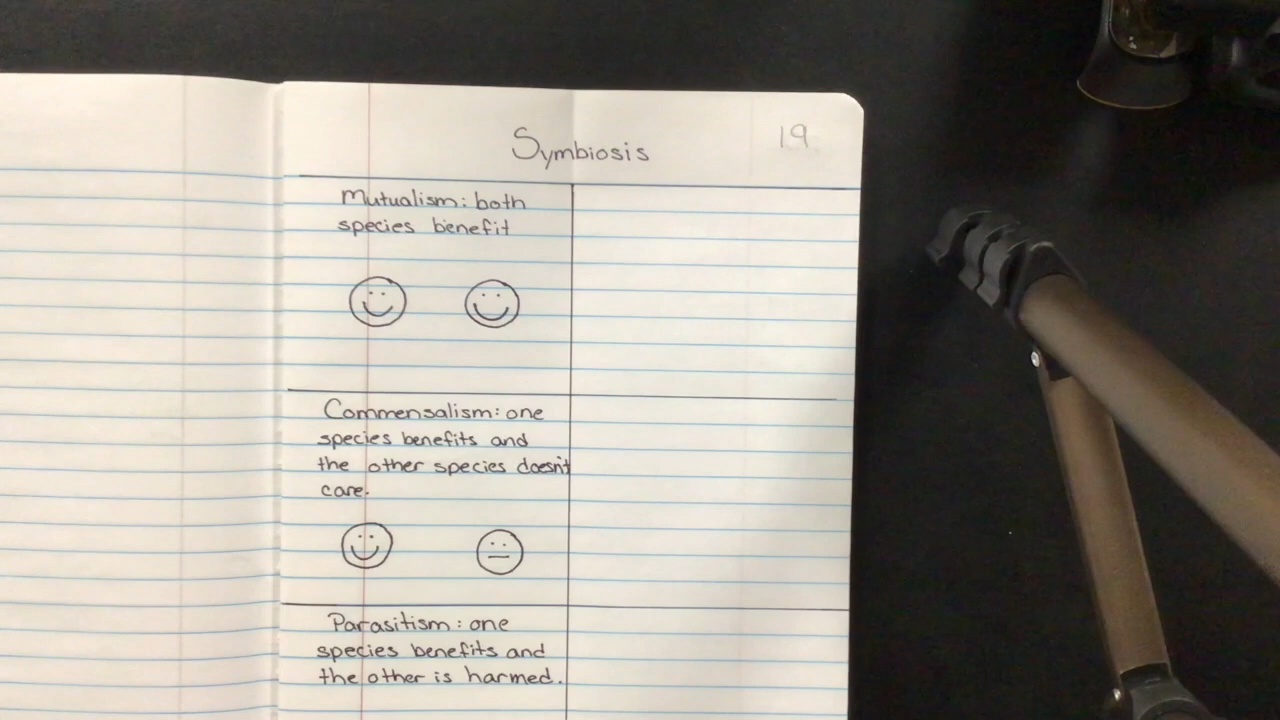 Symbiosis
19
Mutualism: both
species benefit
Commensalism: one
species benefits and
the other species doesn't
care.
Parasitism: one
species benefits and
the other is harmed.